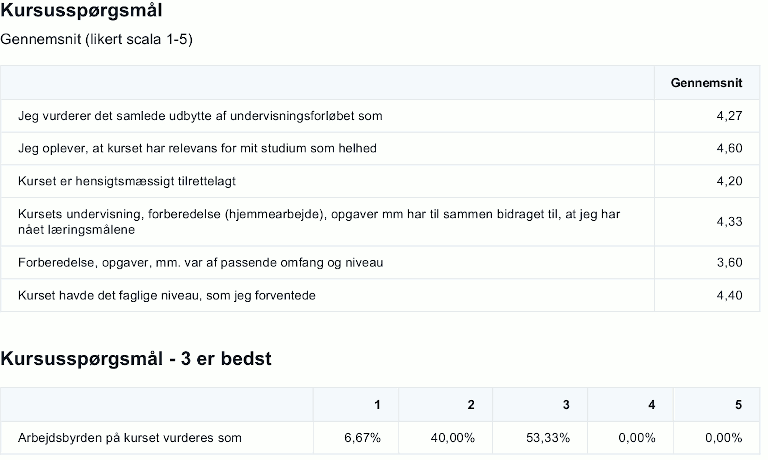 Kursusspørgsmål
Gennemsnit (likert scala 1-5)
Gennemsnit
Jeg vurderer det samlede udbytte af undervisningsforløbet som 4,27
Jeg oplever, at kurset har relevans for mit studium som helhed 4,60
Kurset er hensigtsmæssigt tilrettelagt 4,20
Kursets undervisning, forberedelse (hjemmearbejde), opgaver mm har til sammen bidraget til, at jeg har
nået læringsmålene 4,33
Forberedelse, opgaver, mm. var af passende omfang og niveau 3,60
Kurset havde det faglige niveau, som jeg forventede 4,40
Kursusspørgsmål - 3 er bedst
1 2 3 4 5
Arbejdsbyrden på kurset vurderes som 6,67% 40,00% 53,33% 0,00% 0,00%